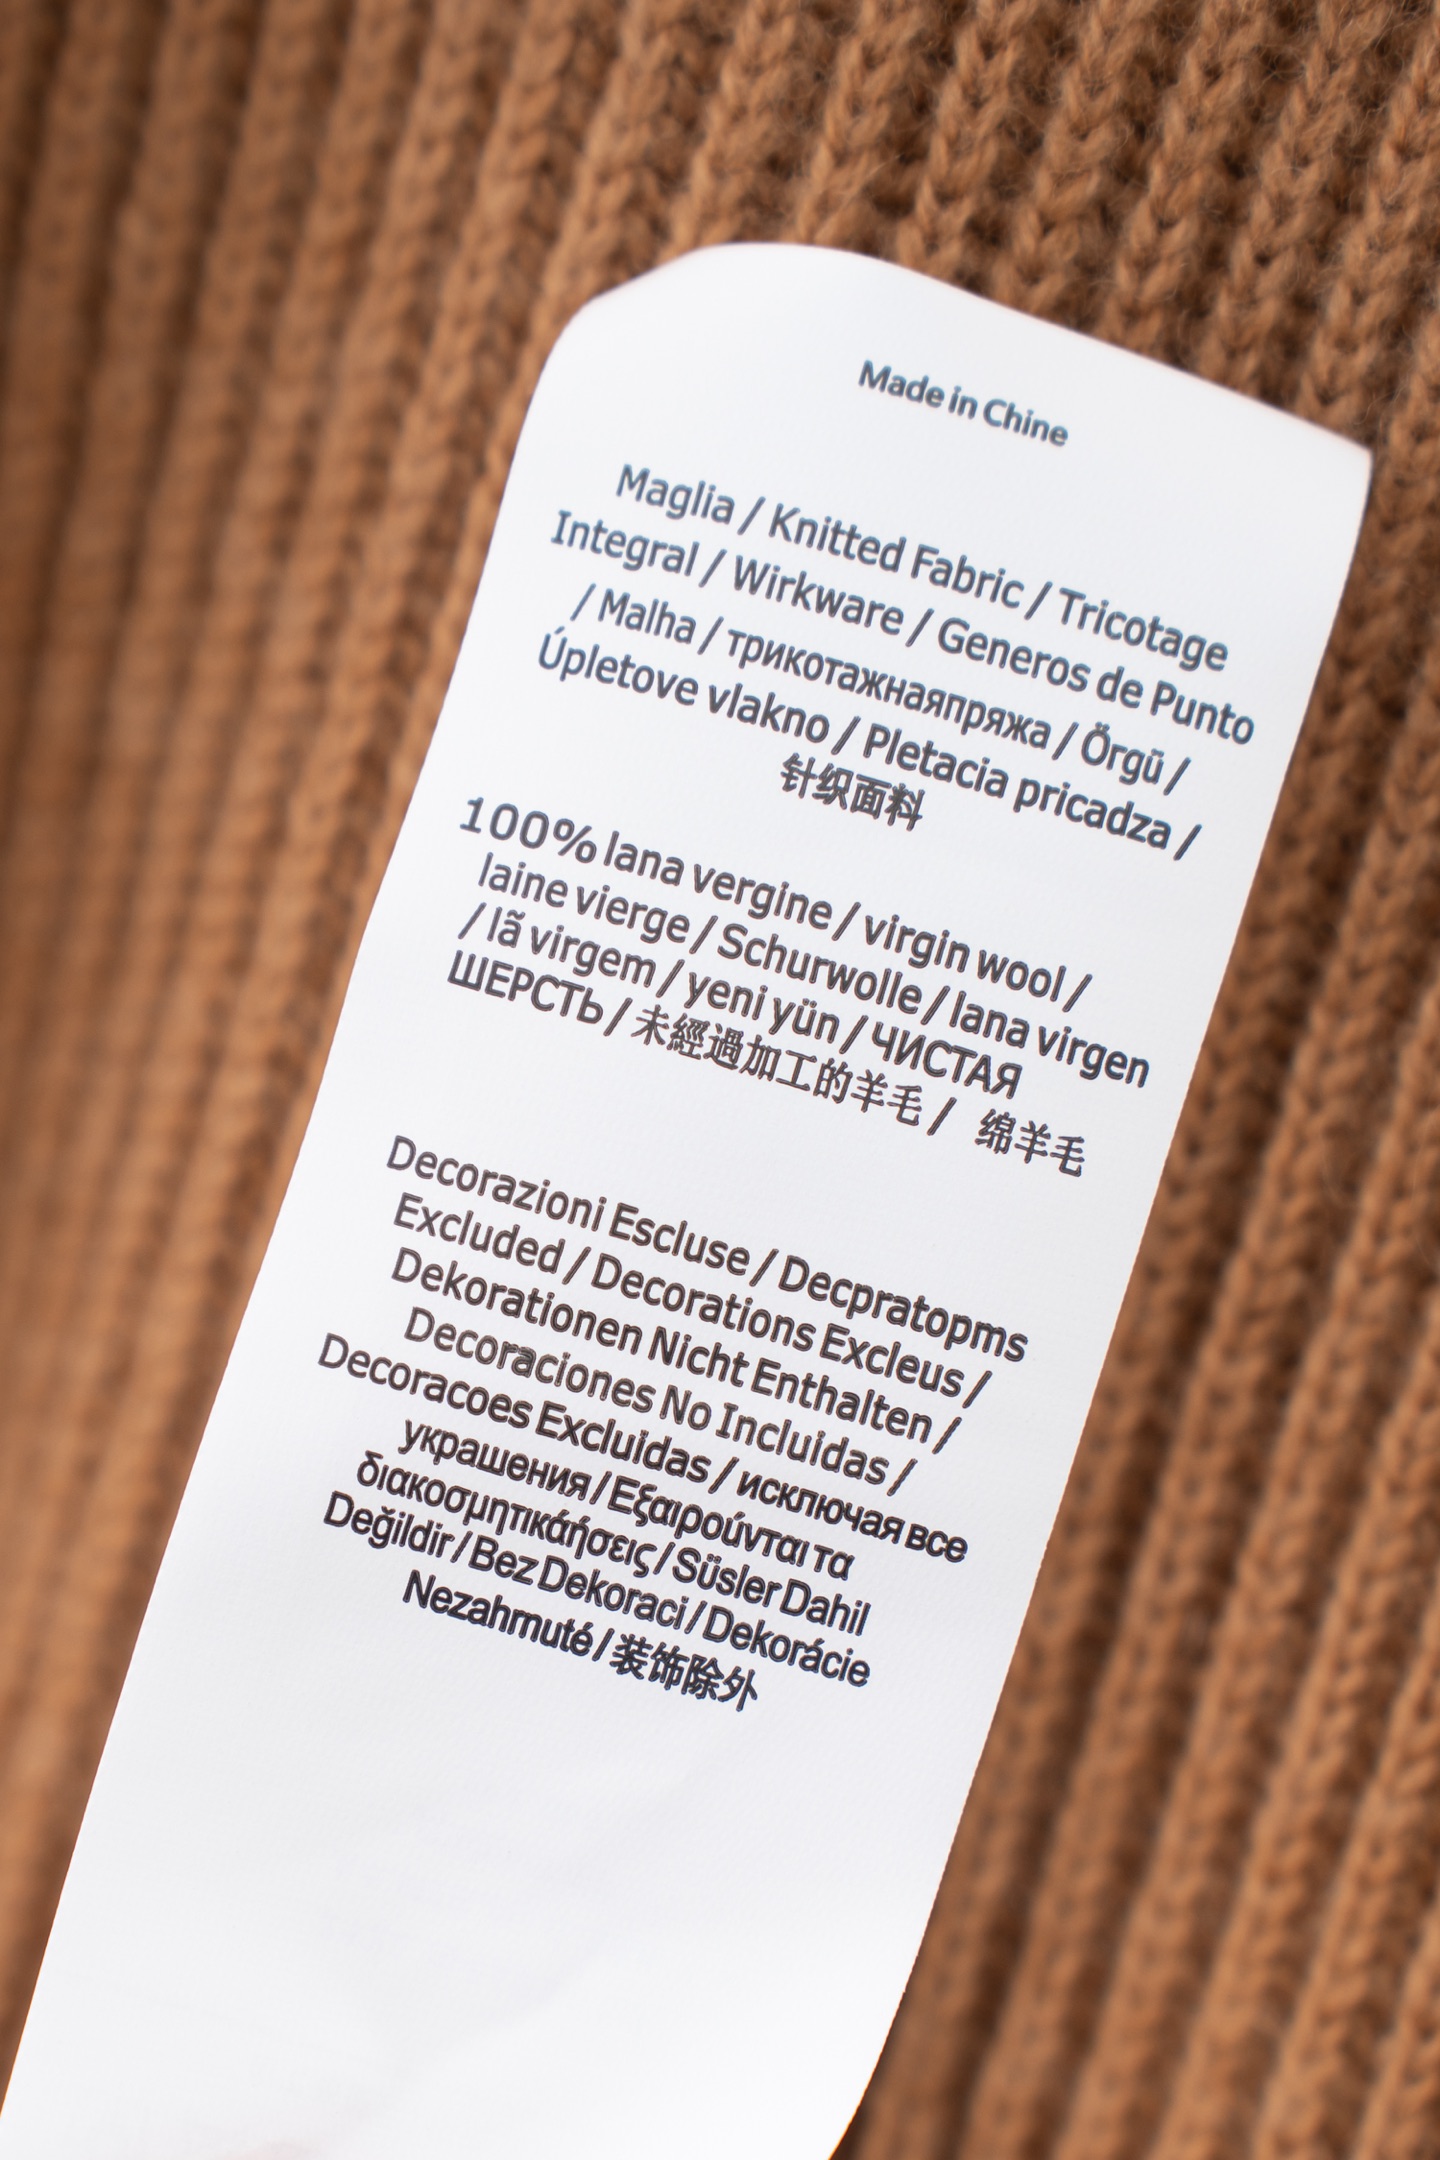 Made in Chine
Maglia / Knitted Fabric / Tricotage
Integral / Wirkware / Generos de Punto
/ Malha / трикотажнаяпряжа / Örgü /
Úpletove vlakno / Pletacia pricadza /
针织面料
100% lana vergine / virgin wool /
laine vierge / Schurwolle / lana virgen
/ lã virgem / yeni yün / ЧИСТАЯ
ШЕРСТЬ / 未經過加工的羊毛 / 绵羊毛
Decorazioni Escluse / Decpratopms
Excluded / Decorations Excleus /
Dekorationen Nicht Enthalten /
Decoraciones No Incluidas /
Decoracoes Excluidas / исключая все
украшения / Εξαιρούνται τα
διακοσμητικάήσεις / Süsler Dahil
Değildir / Bez Dekoraci / Dekorácie
Nezahrnuté / 装饰除外